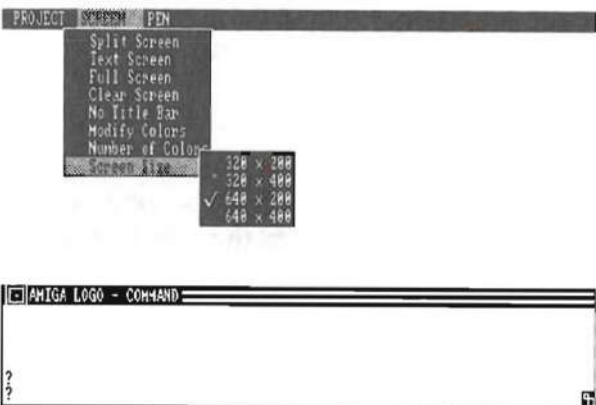 PROJECT SCREEN PEN
Split Screen
Text Screen
Full Screen
Clear Screen
No Title Bar
Modify Colors
Number of Colors
Screen Size
320 x 200
320 x 400
✓ 640 x 200
640 x 400
AMIGA LOGO - COMMAND
?
?